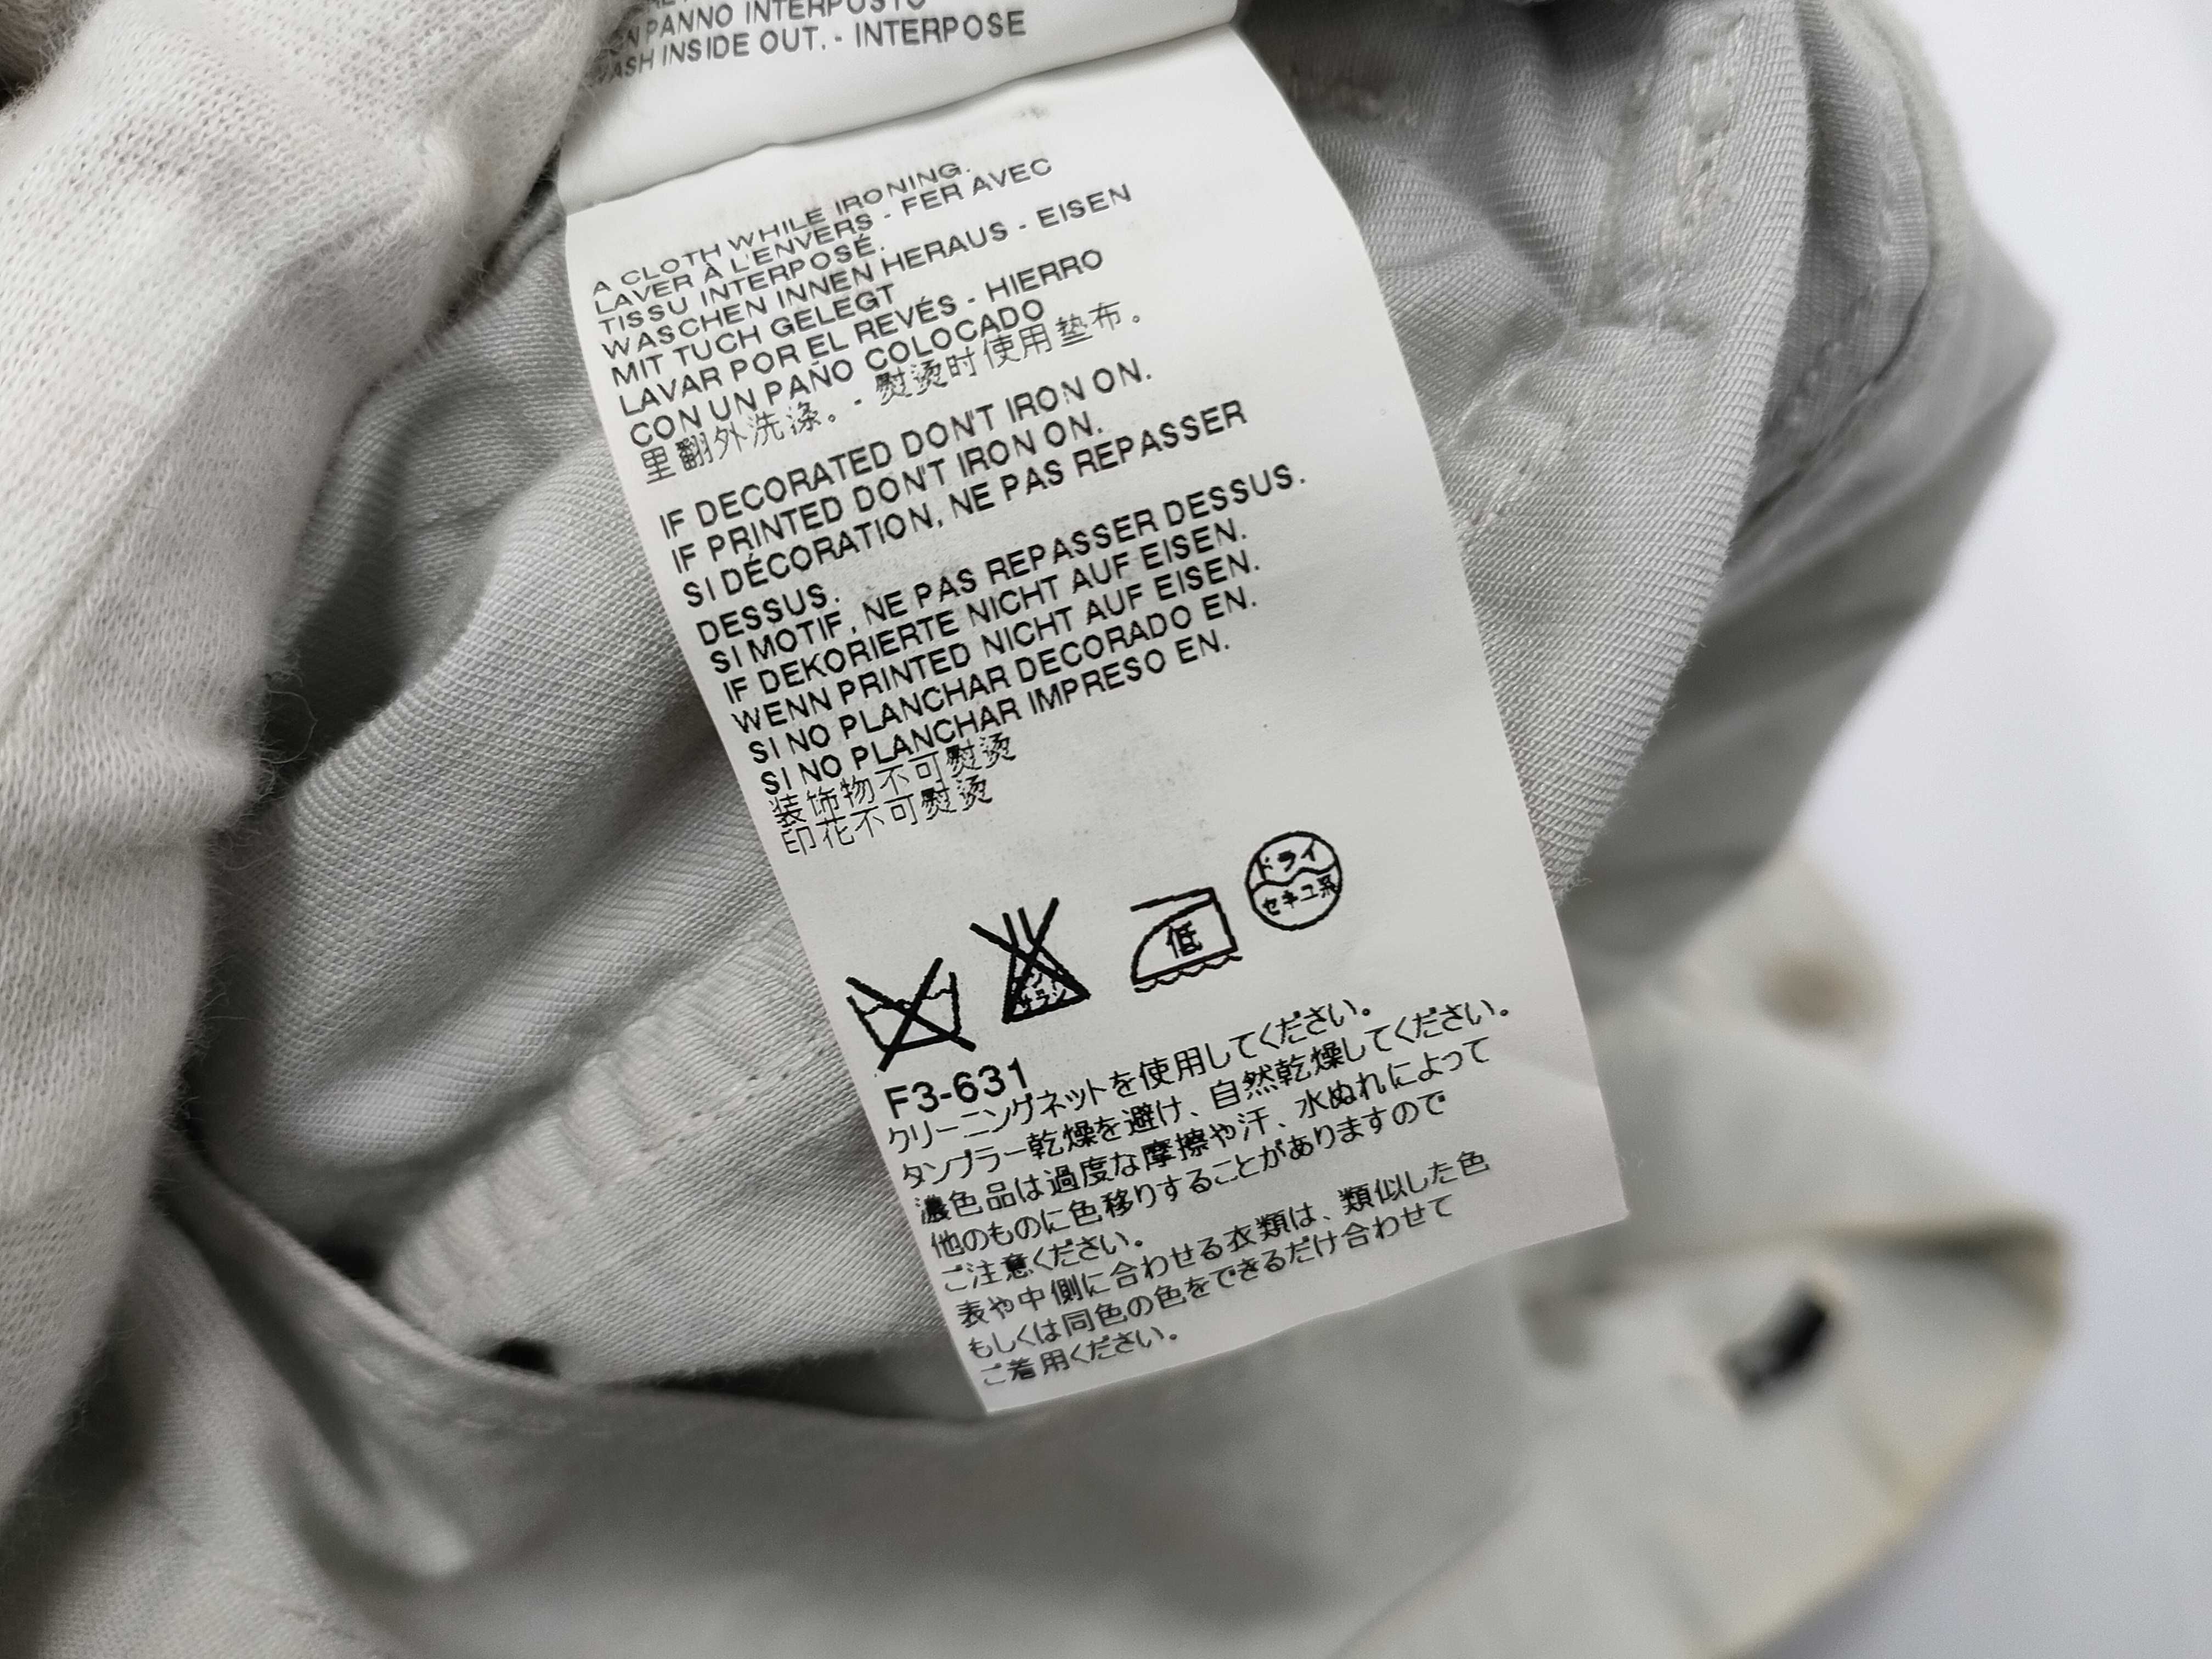 PANNO INTERPOSTO
WASH INSIDE OUT. - INTERPOSE
A CLOTH WHILE IRONING.
LAVER À L'ENVERS - FER AVEC
TISSU INTERPOSÉ.
WASCHEN INNEN HERAUS - EISEN
MIT TUCH GELEGT
LAVAR POR EL REVÉS - HIERRO
CON UN PAÑO COLOCADO
里翻外洗涤。- 熨烫时使用垫布。
IF DECORATED DON'T IRON ON.
IF PRINTED DON'T IRON ON.
SI DÉCORATION, NE PAS REPASSER
DESSUS.
SI MOTIF, NE PAS REPASSER DESSUS.
IF DEKORIERTE NICHT AUF EISEN.
WENN PRINTED NICHT AUF EISEN.
SI NO PLANCHAR DECORADO EN.
SI NO PLANCHAR IMPRESO EN.
装饰物不可熨烫
印花不可熨烫
低
ドライ
セキユ系
F3-631
クリーニングネットを使用してください。
タンブラー乾燥を避け、自然乾燥してください。
濃色品は過度な摩擦や汗、水ぬれによって
他のものに色移りすることがありますので
ご注意ください。
表や中側に合わせる衣類は、類似した色
もしくは同色の色をできるだけ合わせて
ご着用ください。